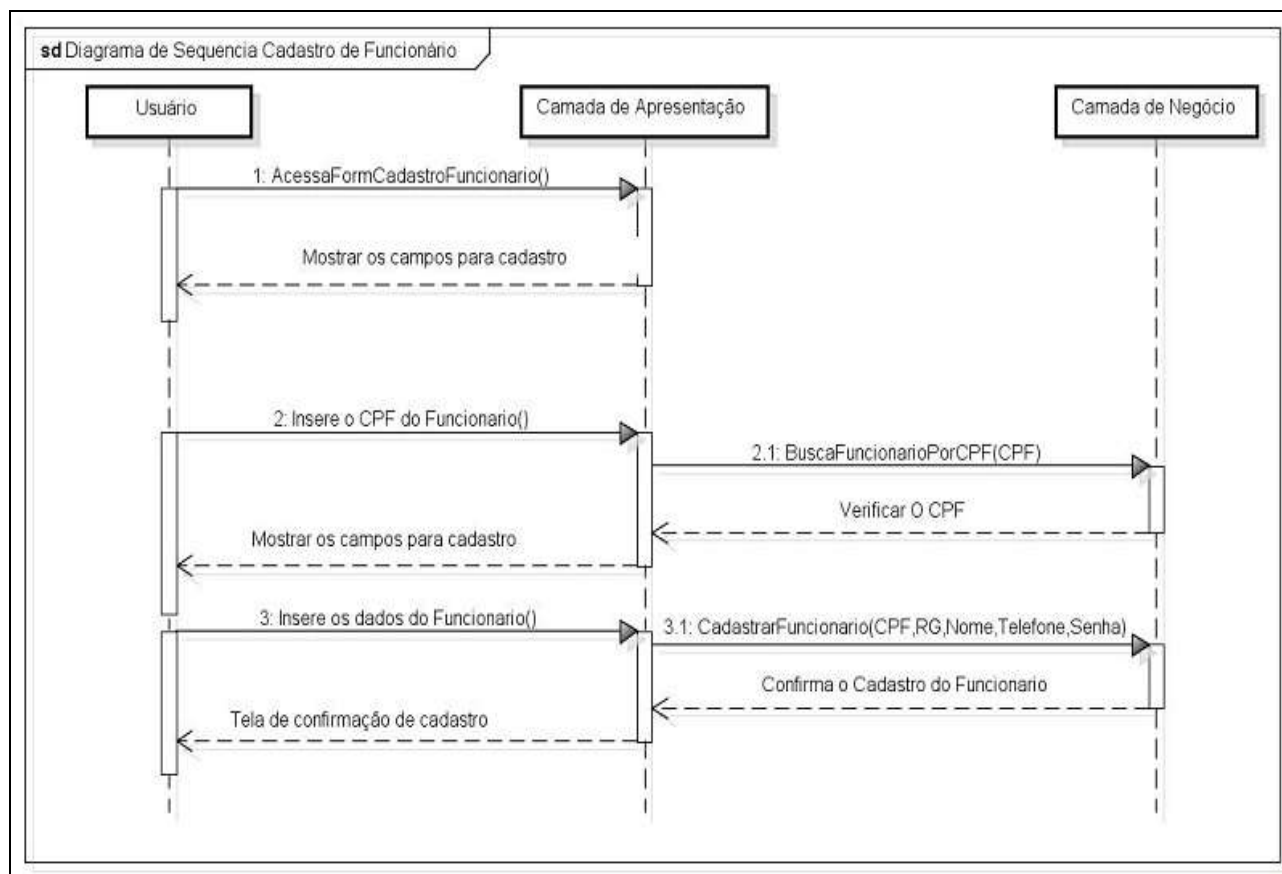 sd Diagrama de Sequencia Cadastro de Funcionário
Usuário
Camada de Apresentação
Camada de Negócio
1: AcessaFormCadastroFuncionario()
Mostrar os campos para cadastro
2: Insere o CPF do Funcionario()
2.1: BuscaFuncionarioPorCPF(CPF)
Verificar O CPF
Mostrar os campos para cadastro
3: Insere os dados do Funcionario()
3.1: CadastrarFuncionario(CPF,RG,Nome,Telefone,Senha)
Confirma o Cadastro do Funcionario
Tela de confirmação de cadastro